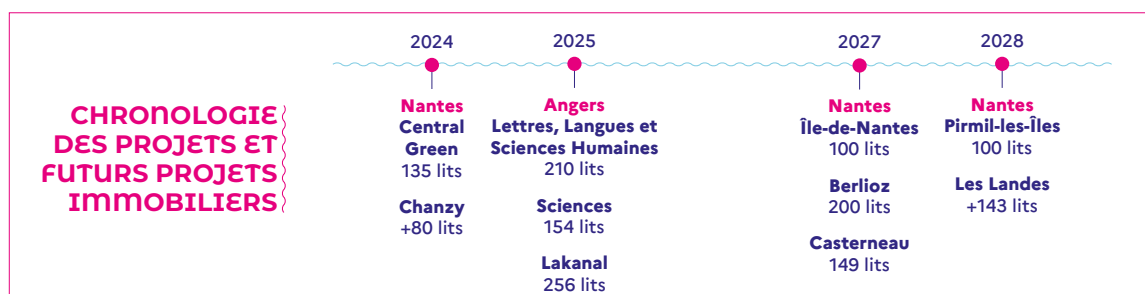 CHRONOLOGIE
DES PROJETS ET
FUTURS PROJETS
IMMOBILIERS
2024
Nantes
Central
Green
135 lits
Chanzy
+80 lits
2025
Angers
Lettres, Langues et
Sciences Humaines
210 lits
Sciences
154 lits
Lakanal
256 lits
2027
Nantes
Île-de-Nantes
100 lits
Berlioz
200 lits
Casterneau
149 lits
2028
Nantes
Pirmil-les-Îles
100 lits
Les Landes
+143 lits